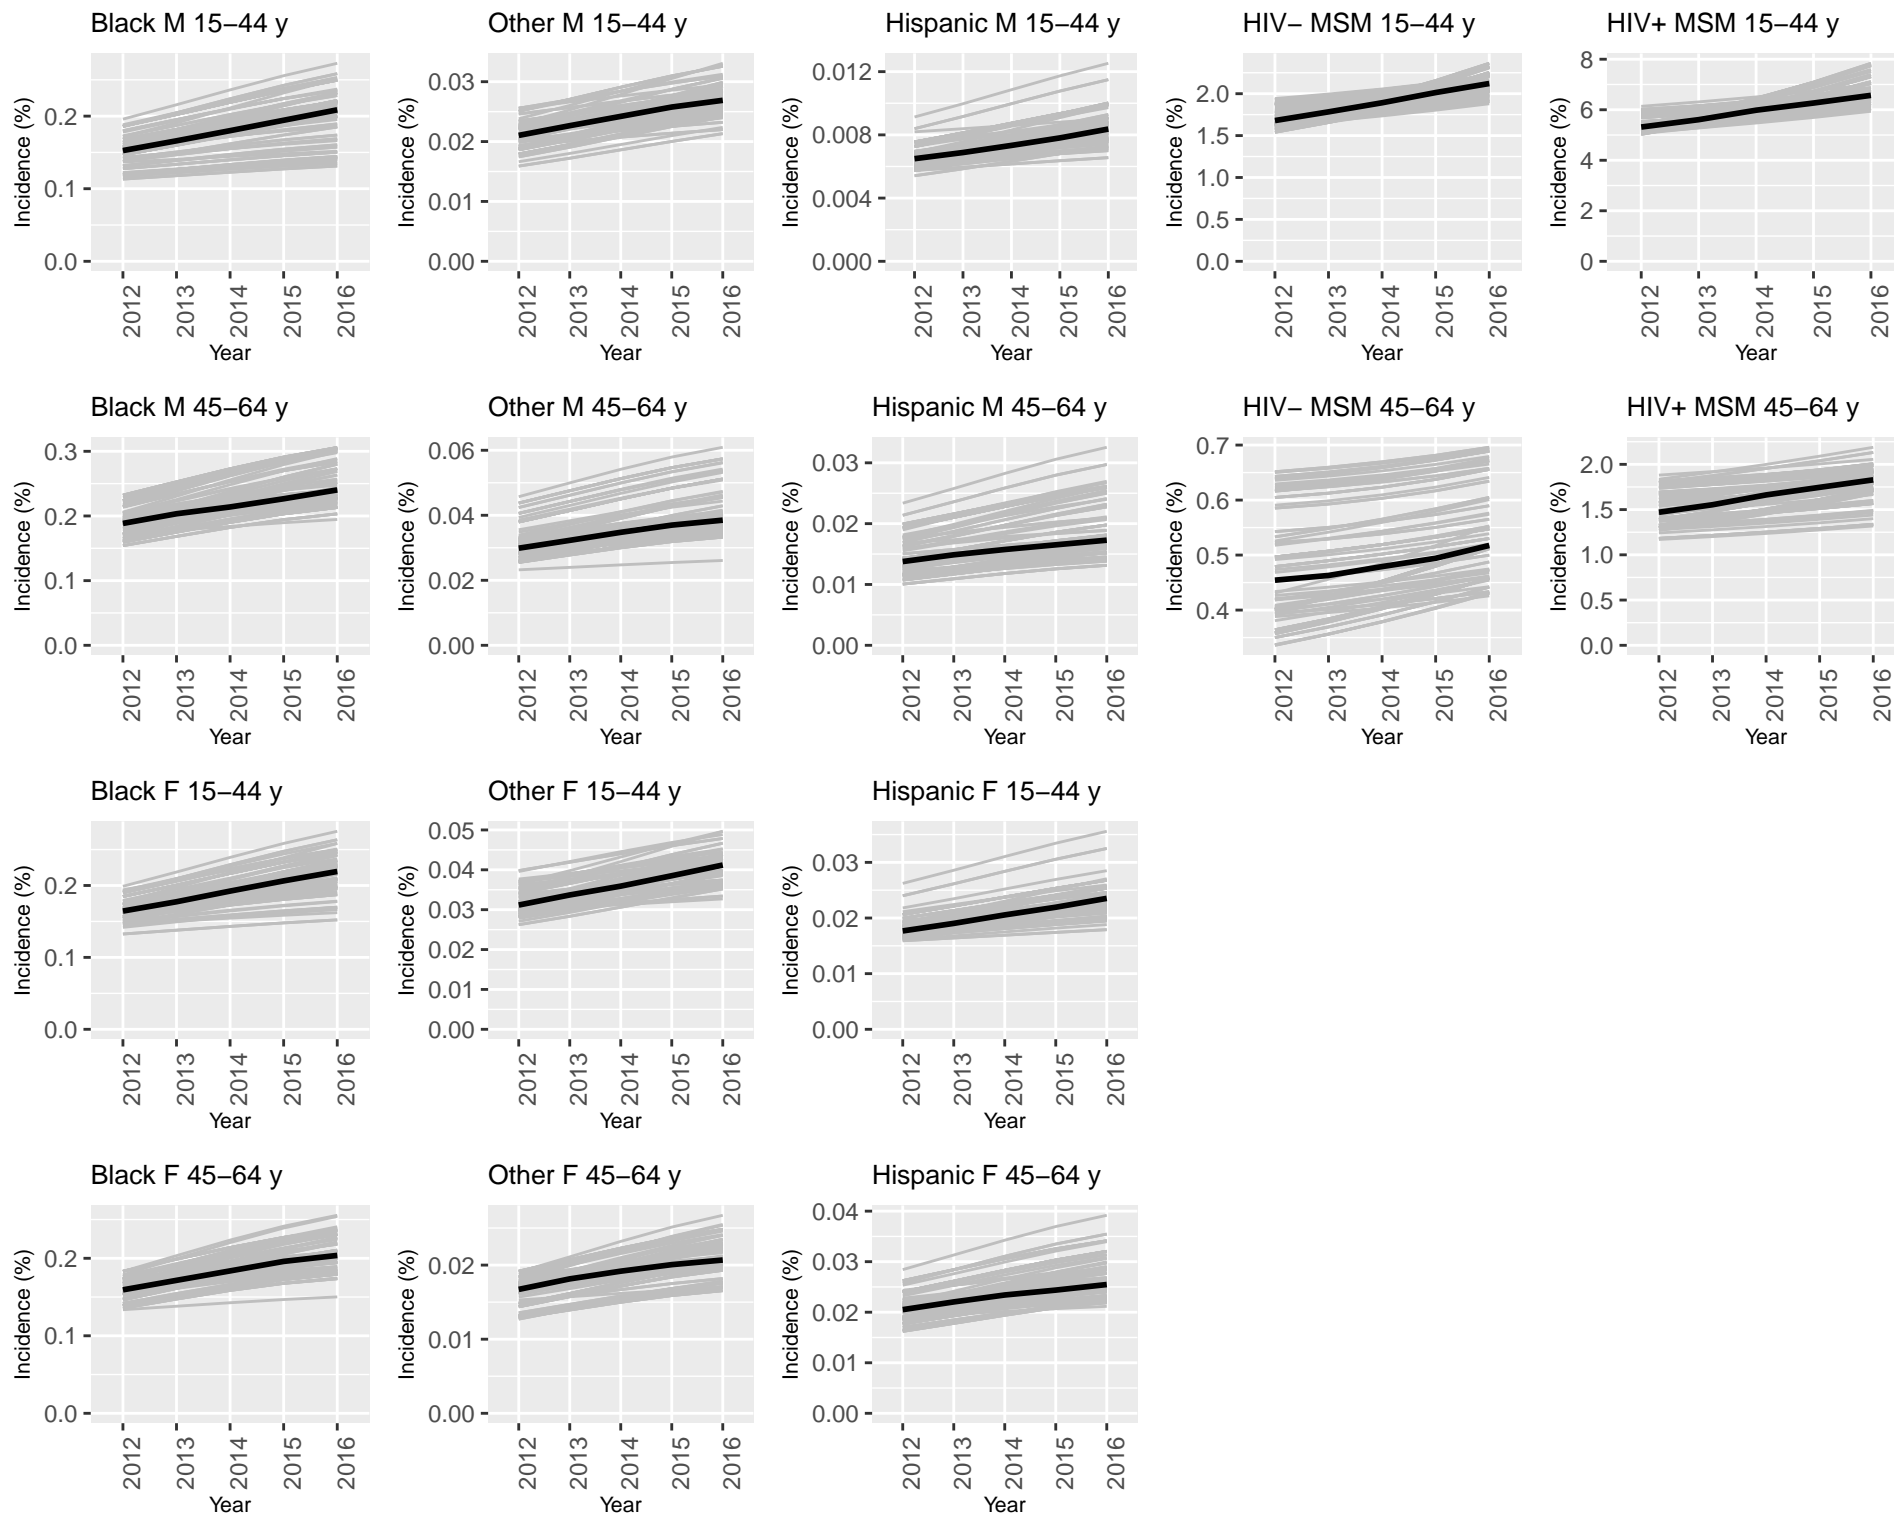 Black M 15–44 y
Incidence (%)
0.2
0.1
0.0
2012 2013 2014 2015 2016
Year
Other M 15–44 y
Incidence (%)
0.03
0.02
0.01
0.00
2012 2013 2014 2015 2016
Year
Hispanic M 15–44 y
Incidence (%)
0.012
0.008
0.004
0.000
2012 2013 2014 2015 2016
Year
HIV− MSM 15–44 y
Incidence (%)
2.0
1.5
1.0
0.5
0.0
2012 2013 2014 2015 2016
Year
HIV+ MSM 15–44 y
Incidence (%)
8
6
4
2
0
2012 2013 2014 2015 2016
Year
Black M 45–64 y
Incidence (%)
0.3
0.2
0.1
0.0
2012 2013 2014 2015 2016
Year
Other M 45–64 y
Incidence (%)
0.06
0.04
0.02
0.00
2012 2013 2014 2015 2016
Year
Hispanic M 45–64 y
Incidence (%)
0.03
0.02
0.01
0.00
2012 2013 2014 2015 2016
Year
HIV− MSM 45–64 y
Incidence (%)
0.7
0.6
0.5
0.4
2012 2013 2014 2015 2016
Year
HIV+ MSM 45–64 y
Incidence (%)
2.0
1.5
1.0
0.5
0.0
2012 2013 2014 2015 2016
Year
Black F 15–44 y
Incidence (%)
0.2
0.1
0.0
2012 2013 2014 2015 2016
Year
Other F 15–44 y
Incidence (%)
0.05
0.04
0.03
0.02
0.01
0.00
2012 2013 2014 2015 2016
Year
Hispanic F 15–44 y
Incidence (%)
0.03
0.02
0.01
0.00
2012 2013 2014 2015 2016
Year
Black F 45–64 y
Incidence (%)
0.2
0.1
0.0
2012 2013 2014 2015 2016
Year
Other F 45–64 y
Incidence (%)
0.02
0.01
0.00
2012 2013 2014 2015 2016
Year
Hispanic F 45–64 y
Incidence (%)
0.04
0.03
0.02
0.01
0.00
2012 2013 2014 2015 2016
Year